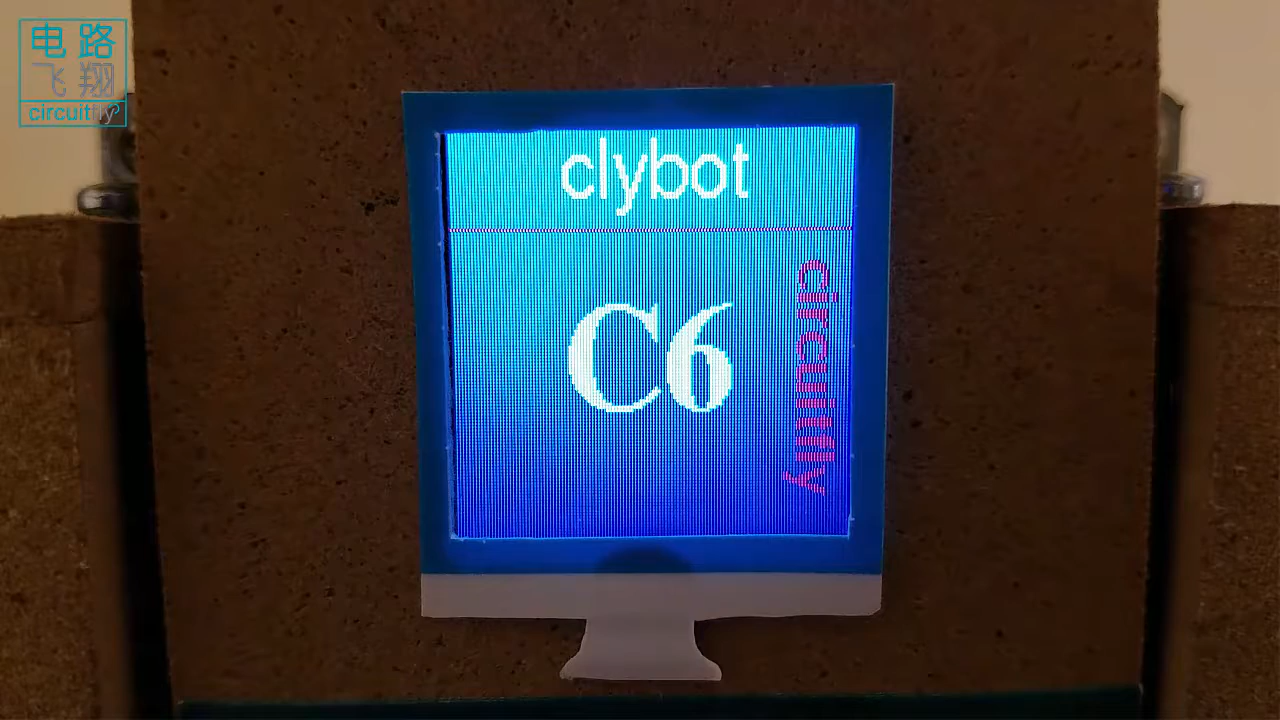 电路
飞翔
circuitfly
clybot
C6
circuitfly